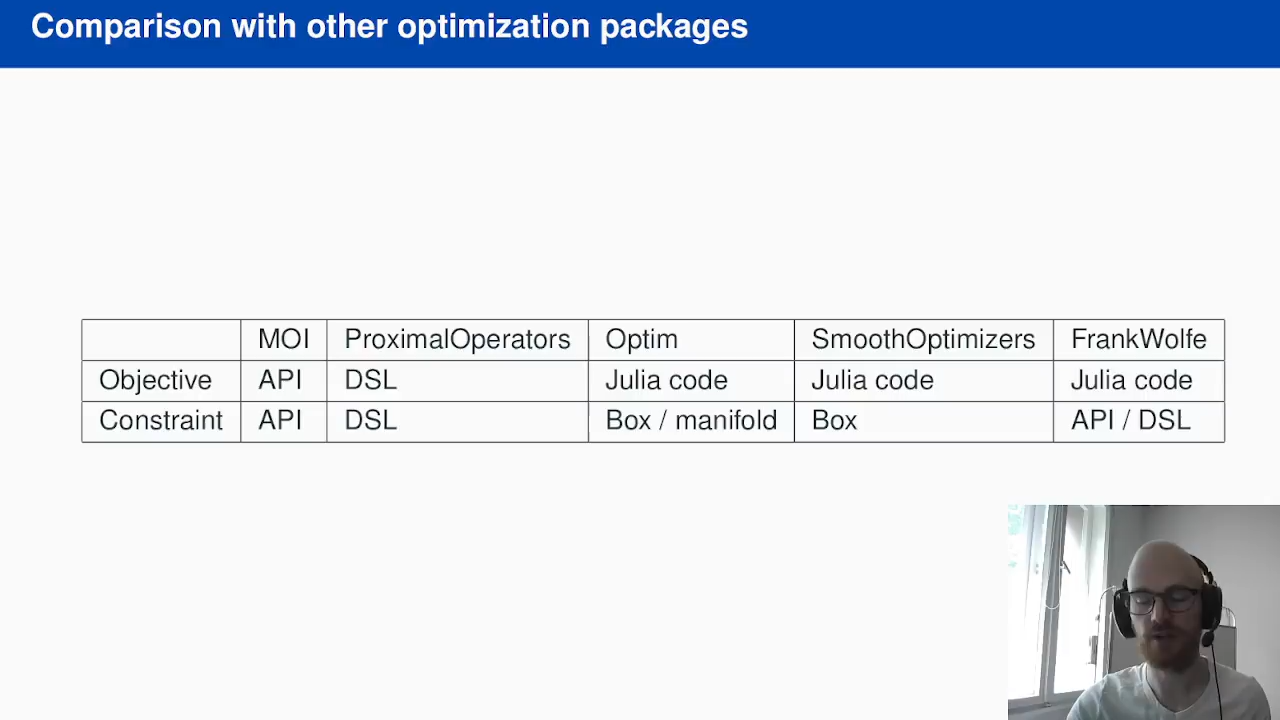 Comparison with other optimization packages
MOI ProximalOperators Optim SmoothOptimizers FrankWolfe
Objective API DSL Julia code Julia code Julia code
Constraint API DSL Box / manifold Box API / DSL